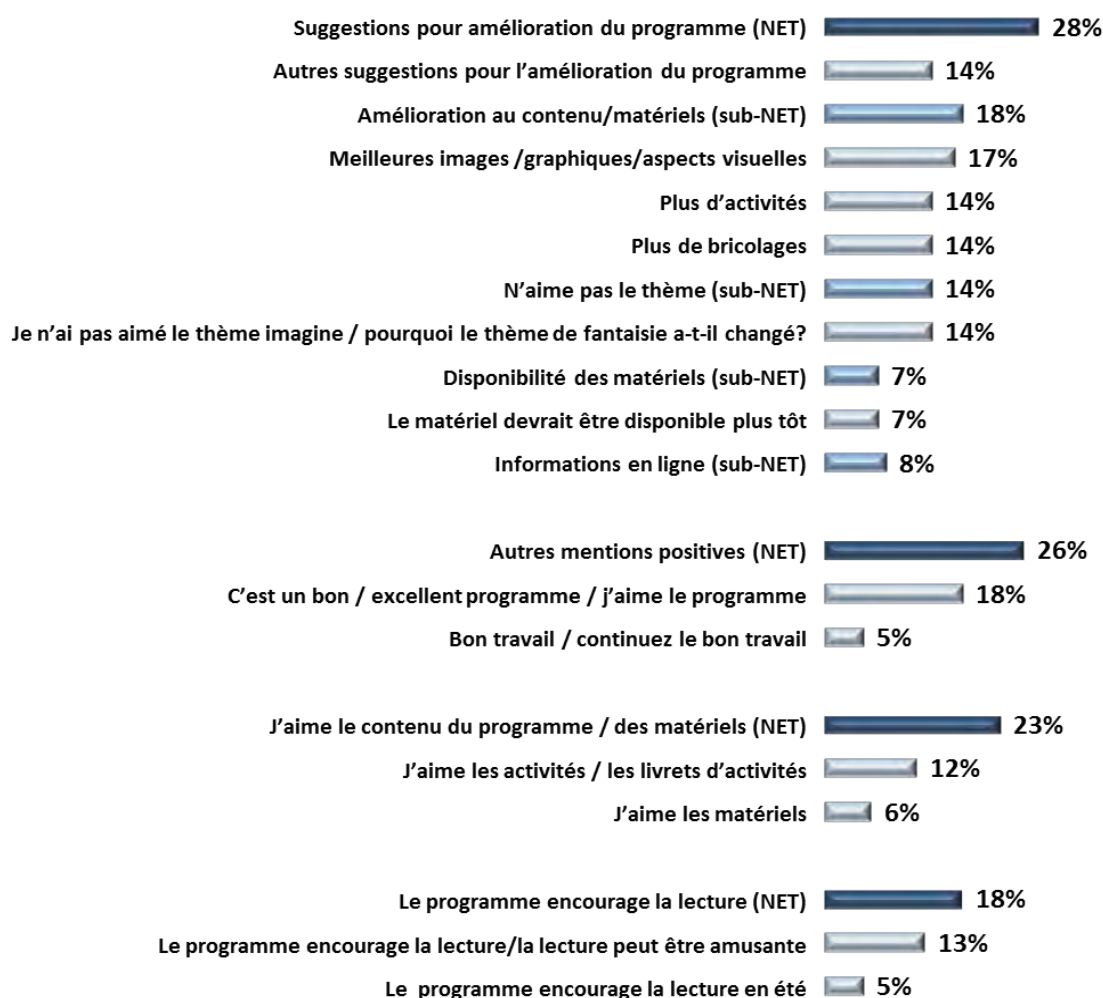 Suggestions pour amélioration du programme (NET) 28%
Autres suggestions pour l'amélioration du programme 14%
Amélioration au contenu/matériels (sub-NET) 18%
Meilleures images /graphiques/aspects visuelles 17%
Plus d'activités 14%
Plus de bricolages 14%
N'aime pas le thème (sub-NET) 14%
Je n'ai pas aimé le thème imagine / pourquoi le thème de fantaisie a-t-il changé? 14%
Disponibilité des matériels (sub-NET) 7%
Le matériel devrait être disponible plus tôt 7%
Informations en ligne (sub-NET) 8%
Autres mentions positives (NET) 26%
C'est un bon / excellent programme / j'aime le programme 18%
Bon travail / continuez le bon travail 5%
J'aime le contenu du programme / des matériels (NET) 23%
J'aime les activités / les livrets d'activités 12%
J'aime les matériels 6%
Le programme encourage la lecture (NET) 18%
Le programme encourage la lecture/la lecture peut être amusante 13%
Le programme encourage la lecture en été 5%